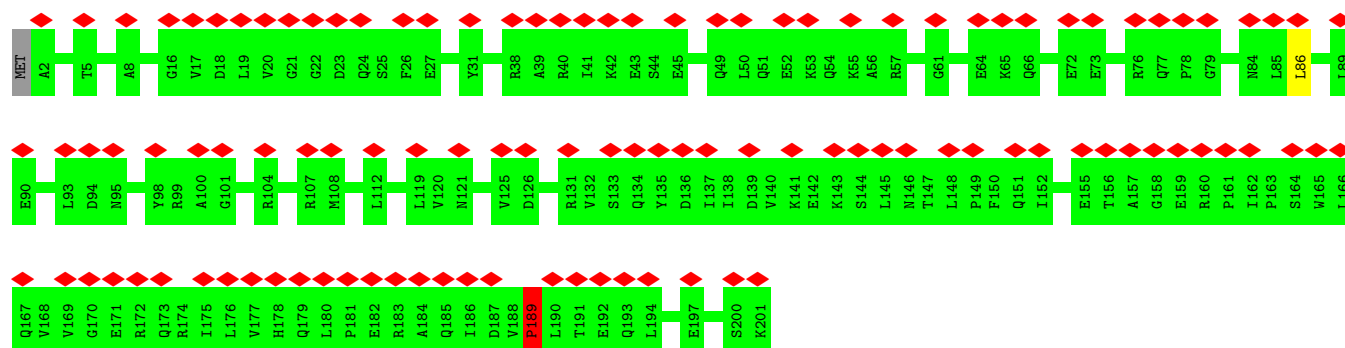 MET A2 T5 A8 G16 V17 D18 L19 V20 G21 G22 D23 Q24 S25 F26 E27 Y31 R38 A39 R40 I41 K42 E43 S44 E45 Q49 L50 Q51 E52 K53 Q54 K55 A56 R57 G61 E64 K65 Q66 E72 E73 R76 Q77 P78 G79 N84 L85 L86 L89
E90 L93 D94 N95 Y98 R99 A100 G101 R104 R107 M108 L112 L119 V120 N121 V125 D126 R131 V132 S133 Q134 Y135 D136 I137 I138 D139 V140 K141 E142 K143 S144 L145 N146 T147 L148 P149 F150 Q151 I152 E155 T156 A157 G158 E159 R160 P161 I162 P163 S164 W165 L166
Q167 V168 V169 G170 E171 R172 Q173 R174 I175 L176 V177 H178 Q179 L180 P181 E182 R183 A184 Q185 I186 D187 V188 P189 L190 T191 E192 Q193 L194 E197 S200 K201